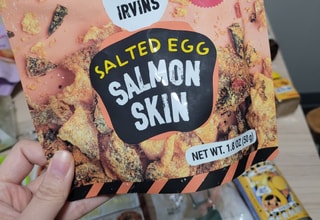 IRVINS
SALTED EGG
SALMON
SKIN
NET WT. 1.8 OZ (50 g)